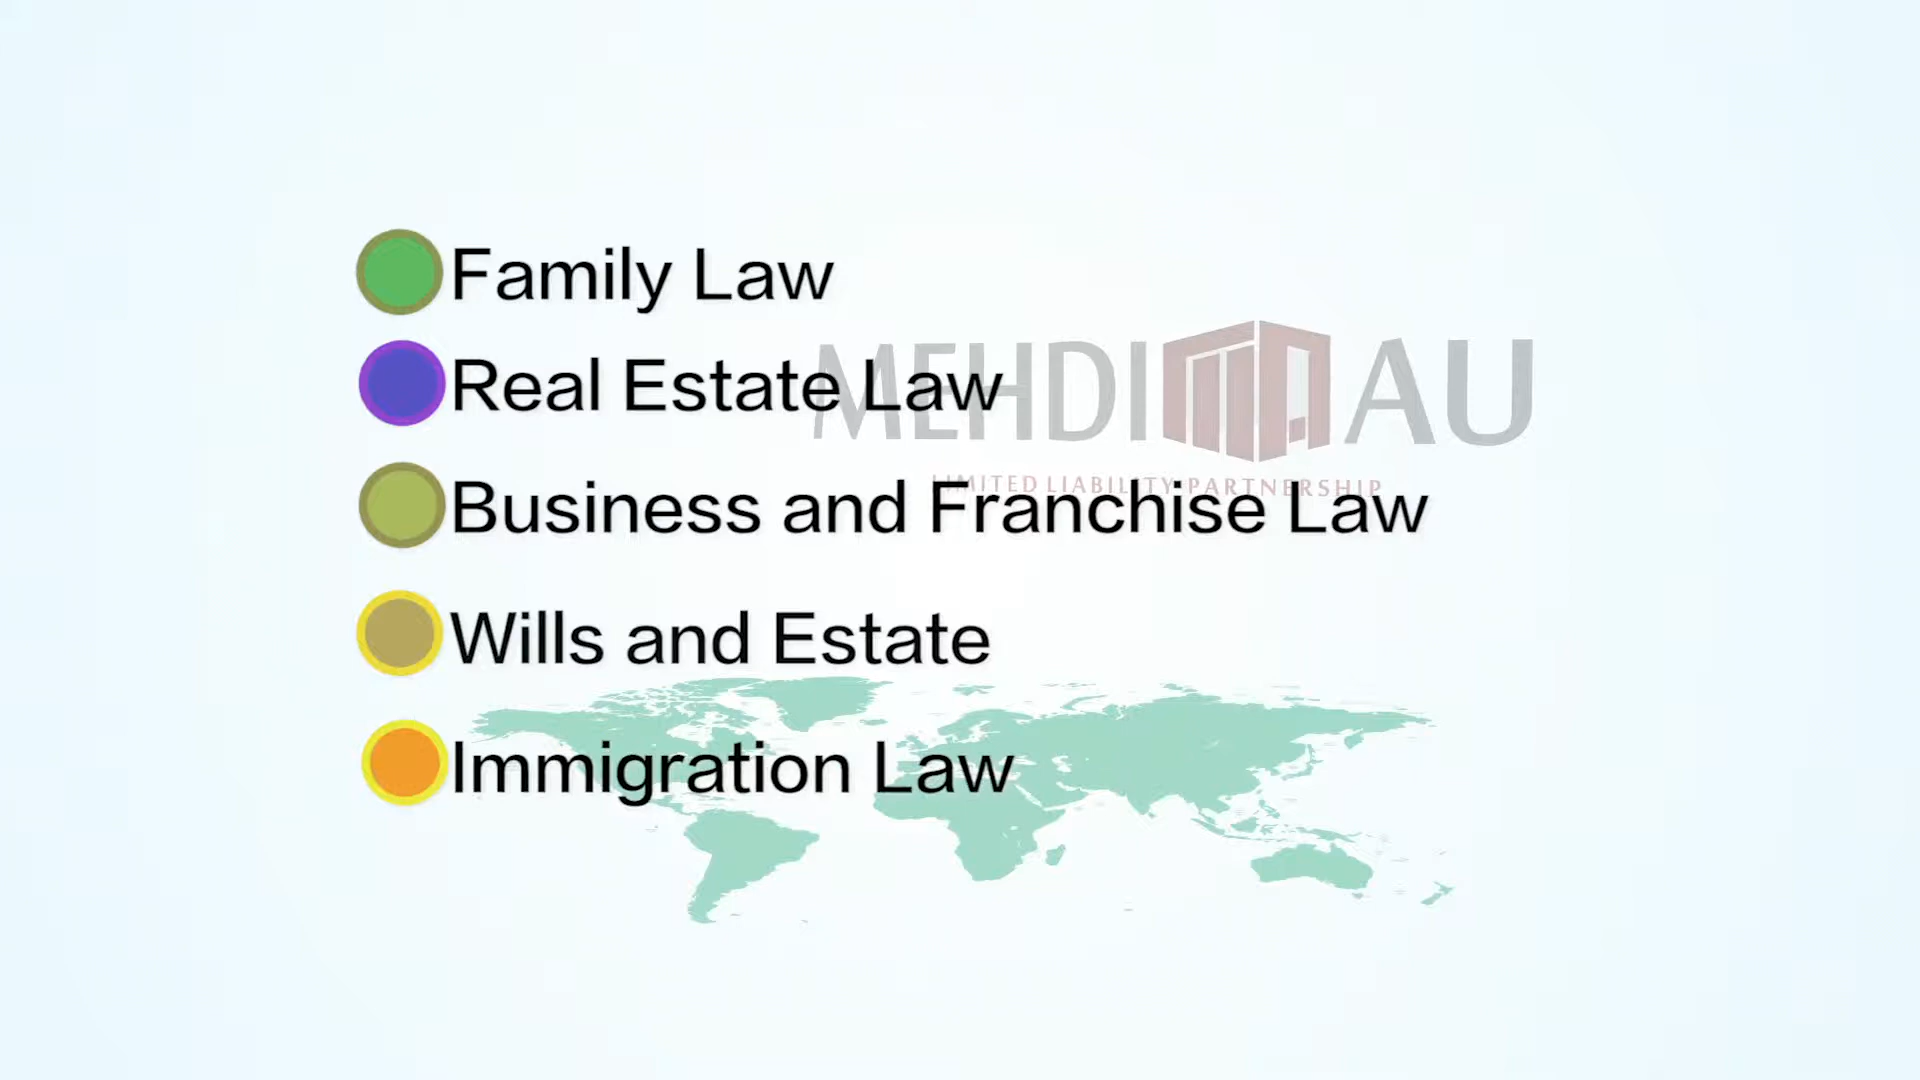 Family Law
MEHDI AU
Real Estate Law
LIMITED LIABILITY PARTNERSHIP
Business and Franchise Law
Wills and Estate
Immigration Law